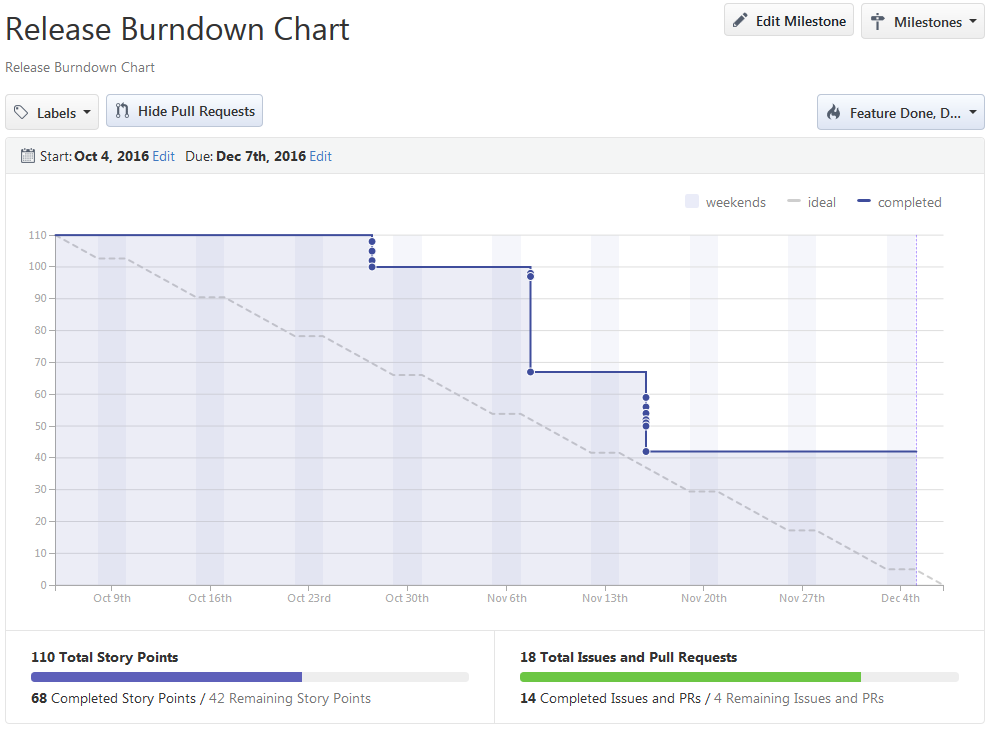 Release Burndown Chart
Edit Milestone
Milestones
Release Burndown Chart
Labels
Hide Pull Requests
Feature Done, D...
Start: Oct 4, 2016 Edit Due: Dec 7th, 2016 Edit
weekends ideal completed
110
100
90
80
70
60
50
40
30
20
10
0
Oct 9th Oct 16th Oct 23rd Oct 30th Nov 6th Nov 13th Nov 20th Nov 27th Dec 4th
110 Total Story Points
68 Completed Story Points / 42 Remaining Story Points
18 Total Issues and Pull Requests
14 Completed Issues and PRs / 4 Remaining Issues and PRs